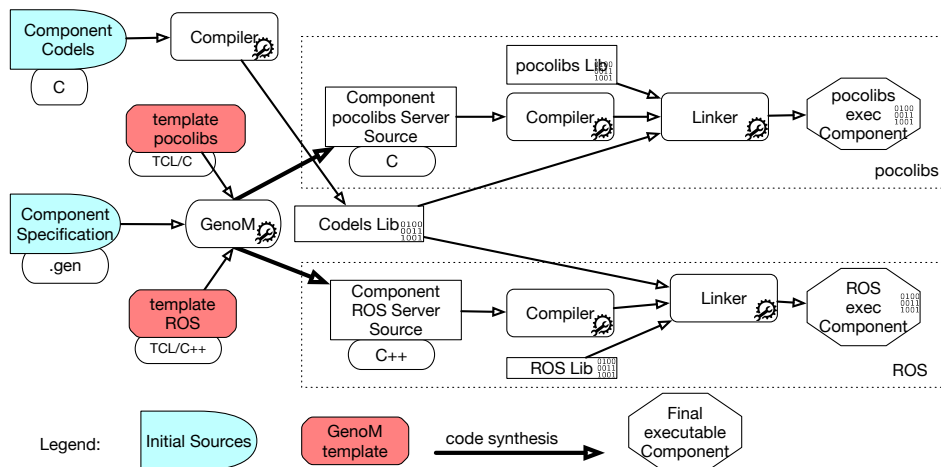 Component
Codels
C
Compiler
pocolibs Lib
0100
0011
1001
template
pocolibs
TCL/C
Component
pocolibs Server
Source
C
Compiler
Linker
pocolibs
exec
Component
0100
0011
1001
pocolibs
Component
Specification
.gen
GenoM
Codels Lib
0100
0011
1001
template
ROS
TCL/C++
Component
ROS Server
Source
C++
Compiler
Linker
ROS Lib
0100
0011
1001
ROS
exec
Component
0100
0011
1001
ROS
Legend:
Initial Sources
GenoM
template
code synthesis
Final
executable
Component